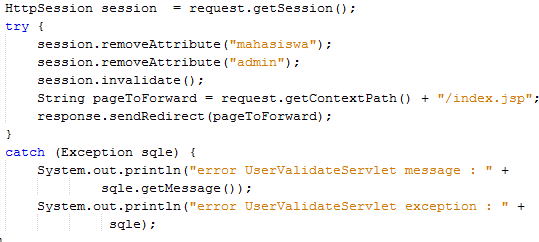 HttpSession session  = request.getSession();
try {
    session.removeAttribute("mahasiswa");
    session.removeAttribute("admin");
    session.invalidate();
    String pageToForward = request.getContextPath() + "/index.jsp";
    response.sendRedirect(pageToForward);
}
catch (Exception sqle) {
    System.out.println("error UserValidateServlet message : " +
            sqle.getMessage());
    System.out.println("error UserValidateServlet exception : " +
             sqle);